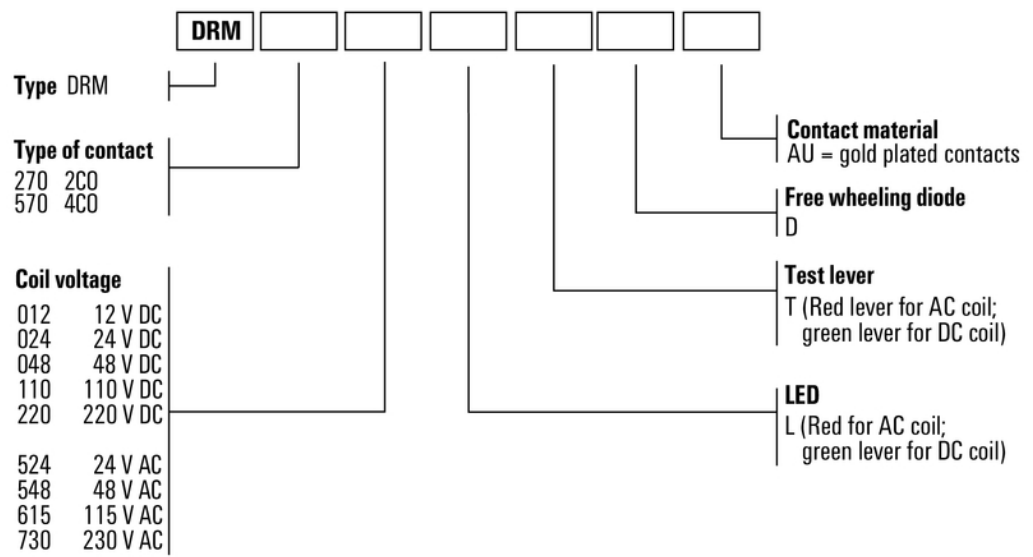 DRM
Type DRM
Type of contact
270 2CO
570 4CO
Coil voltage
012 12 V DC
024 24 V DC
048 48 V DC
110 110 V DC
220 220 V DC
524 24 V AC
548 48 V AC
615 115 V AC
730 230 V AC
Contact material
AU = gold plated contacts
Free wheeling diode
D
Test lever
T (Red lever for AC coil;
green lever for DC coil)
LED
L (Red for AC coil;
green lever for DC coil)